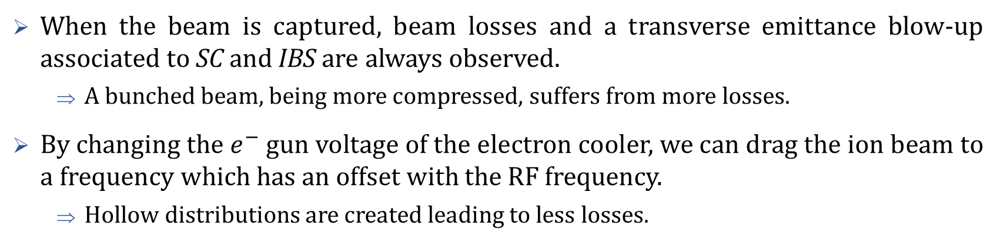 ➢ When the beam is captured, beam losses and a transverse emittance blow-up
associated to SC and IBS are always observed.
⇒ A bunched beam, being more compressed, suffers from more losses.
➢ By changing the e⁻ gun voltage of the electron cooler, we can drag the ion beam to
a frequency which has an offset with the RF frequency.
⇒ Hollow distributions are created leading to less losses.